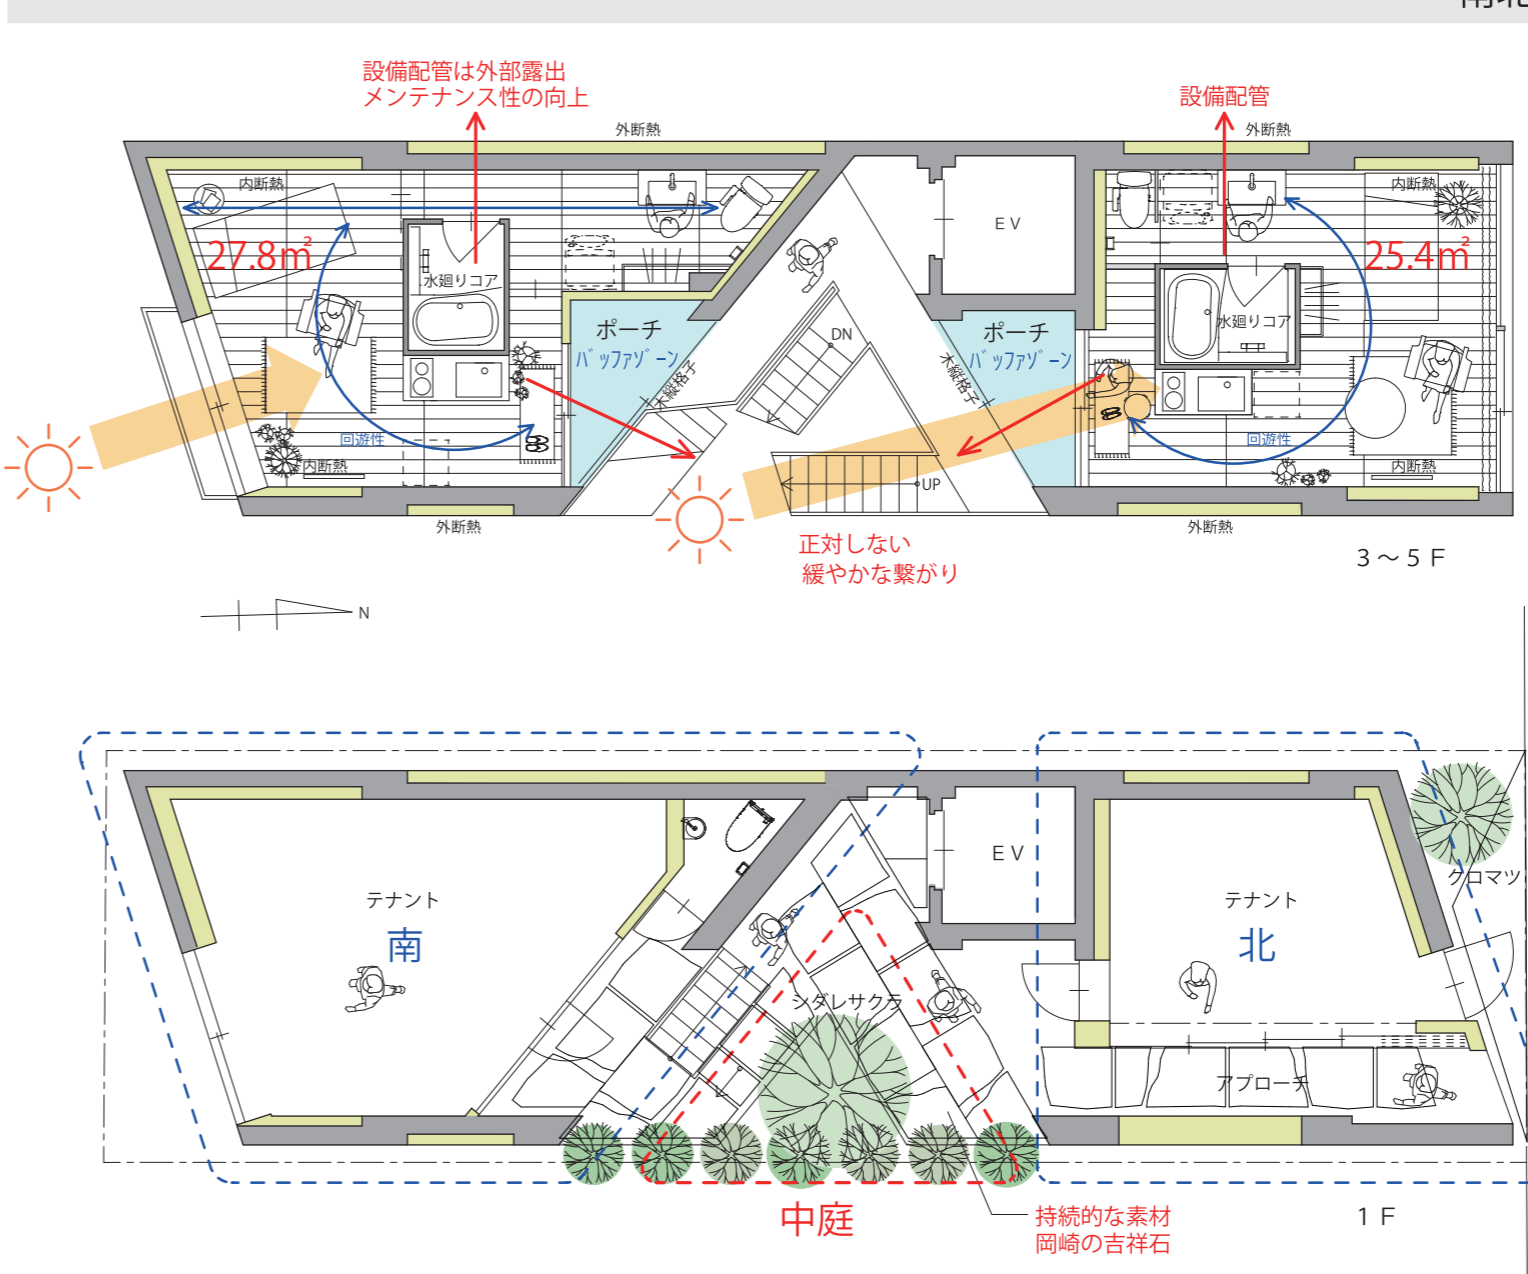 設備配管は外部露出
メンテナンス性の向上
設備配管
外断熱
外断熱
内断熱
内断熱
EV
27.8㎡
25.4㎡
水廻りコア
水廻りコア
ポーチ
バッファゾーン
ポーチ
バッファゾーン
DN
木縦格子
木縦格子
回遊性
回遊性
内断熱
内断熱
UP
外断熱
外断熱
正対しない
緩やかな繋がり
3～5F
N
EV
テナント
南
テナント
北
クロマツ
シダレサクラ
アプローチ
中庭
持続的な素材
岡崎の吉祥石
1F